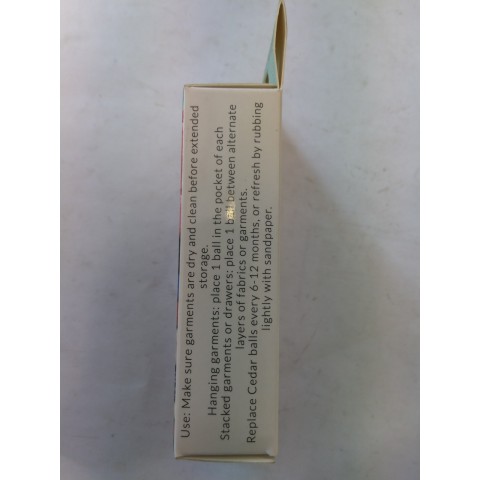 Use: Make sure garments are dry and clean before extended
storage.
Hanging garments: place 1 ball in the pocket of each
Stacked garments or drawers: place 1 ball between alternate
layers of fabrics or garments.
Replace Cedar balls every 6-12 months, or refresh by rubbing
lightly with sandpaper.